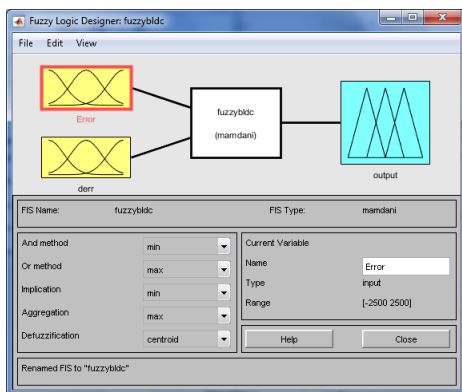 Fuzzy Logic Designer: fuzzybldc
File Edit View
Error
derr
fuzzybldc
(mamdani)
output
FIS Name: fuzzybldc FIS Type: mamdani
And method min
Or method max
Implication min
Aggregation max
Defuzzification centroid
Current Variable
Name Error
Type input
Range [-2500 2500]
Help Close
Renamed FIS to "fuzzybldc"